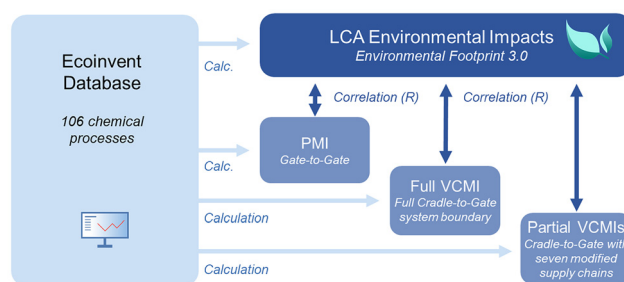 Ecoinvent
Database
106 chemical
processes
Calc.
LCA Environmental Impacts
Environmental Footprint 3.0
Correlation (R)
Correlation (R)
Calc.
PMI
Gate-to-Gate
Calculation
Full VCMI
Full Cradle-to-Gate
system boundary
Calculation
Partial VCMIs
Cradle-to-Gate with
seven modified
supply chains